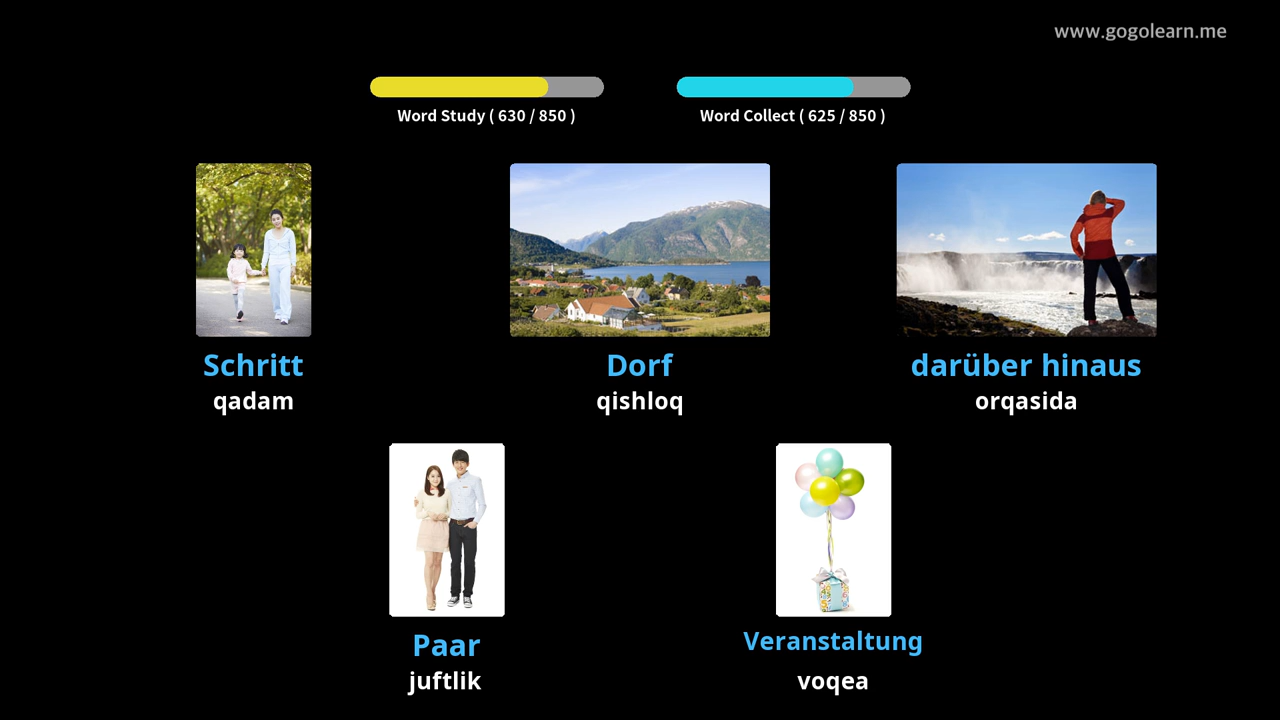 www.gogolearn.me
Word Study ( 630 / 850 )
Word Collect ( 625 / 850 )
Schritt
qadam
Dorf
qishloq
darüber hinaus
orqasida
Paar
juftlik
Veranstaltung
voqea